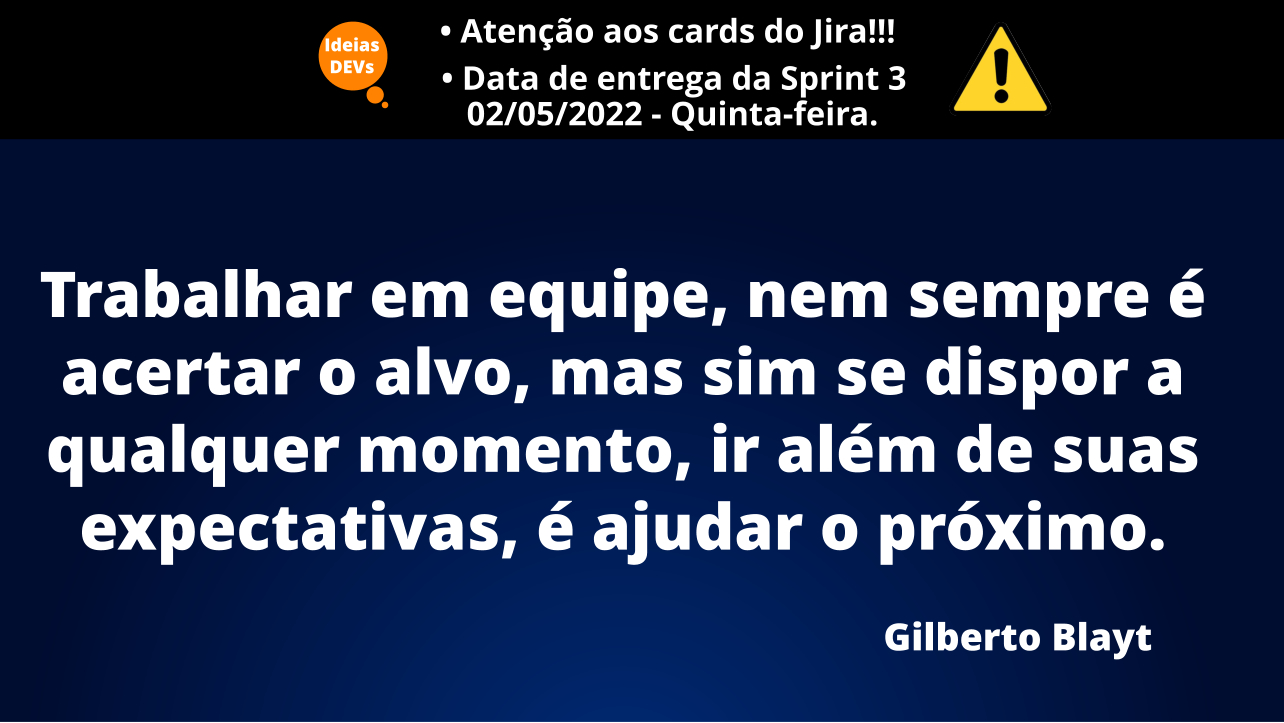 Ideias
DEVs
• Atenção aos cards do Jira!!!
• Data de entrega da Sprint 3
02/05/2022 - Quinta-feira.
Trabalhar em equipe, nem sempre é
acertar o alvo, mas sim se dispor a
qualquer momento, ir além de suas
expectativas, é ajudar o próximo.
Gilberto Blayt